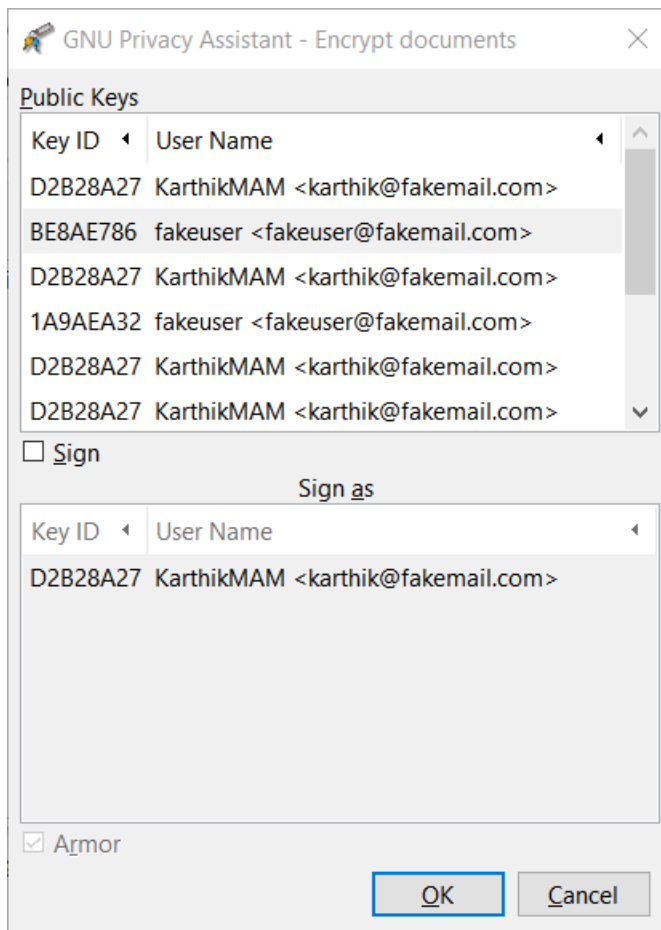 GNU Privacy Assistant - Encrypt documents
Public Keys
Key ID User Name
D2B28A27 KarthikMAM <karthik@fakemail.com>
BE8AE786 fakeuser <fakeuser@fakemail.com>
D2B28A27 KarthikMAM <karthik@fakemail.com>
1A9AEA32 fakeuser <fakeuser@fakemail.com>
D2B28A27 KarthikMAM <karthik@fakemail.com>
D2B28A27 KarthikMAM <karthik@fakemail.com>
Sign
Sign as
Key ID User Name
D2B28A27 KarthikMAM <karthik@fakemail.com>
Armor
OK Cancel